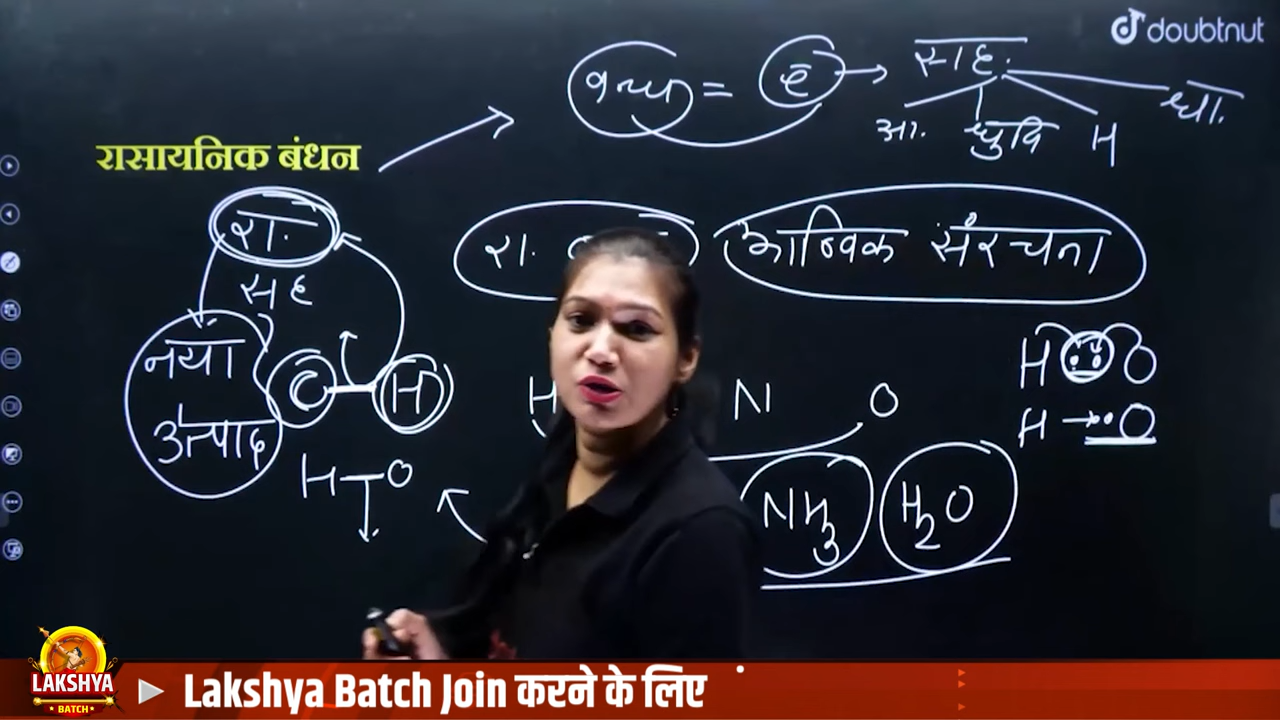 doubtnut
बन्ध = e → सह.
आ. ध्रुवि H धा.
रासायनिक बंधन
रा.
रा. आण्विक संरचना
सह
नया
उत्पाद
C H
H O
H N O
H O
H → O
NH3 H2O
LAKSHYA
BATCH
Lakshya Batch Join करने के लिए